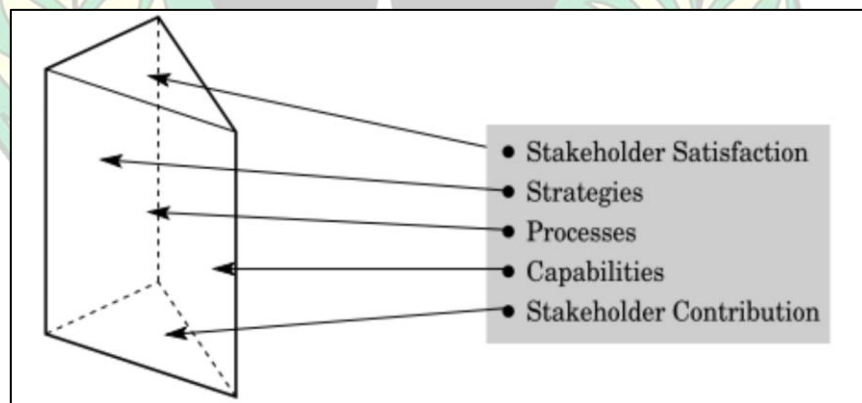 ● Stakeholder Satisfaction
● Strategies
● Processes
● Capabilities
● Stakeholder Contribution